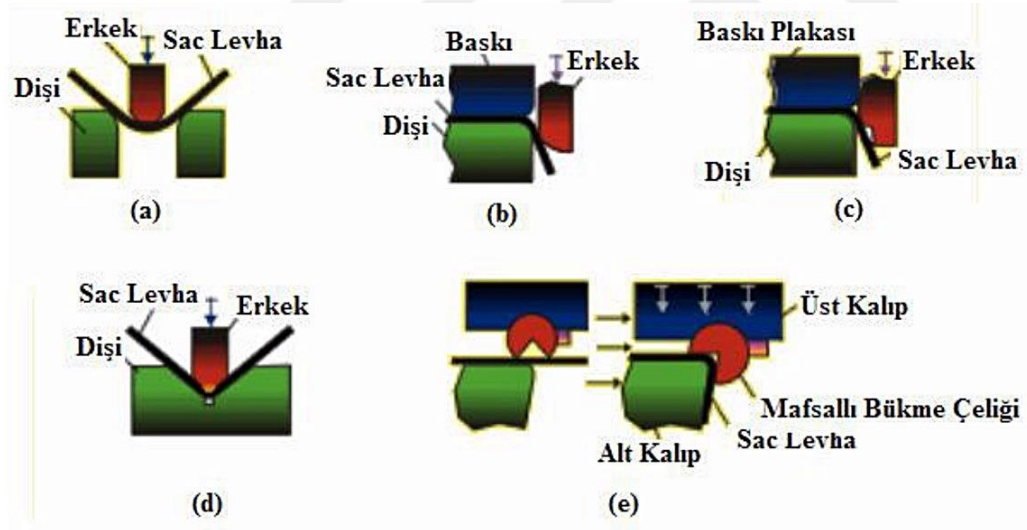 Erkek
Sac Levha
Dişi
(a)
Baskı
Erkek
Sac Levha
Dişi
(b)
Baskı Plakası
Erkek
Sac Levha
Dişi
(c)
Sac Levha
Erkek
Dişi
(d)
Üst Kalıp
Mafsallı Bükme Çeliği
Sac Levha
Alt Kalıp
(e)